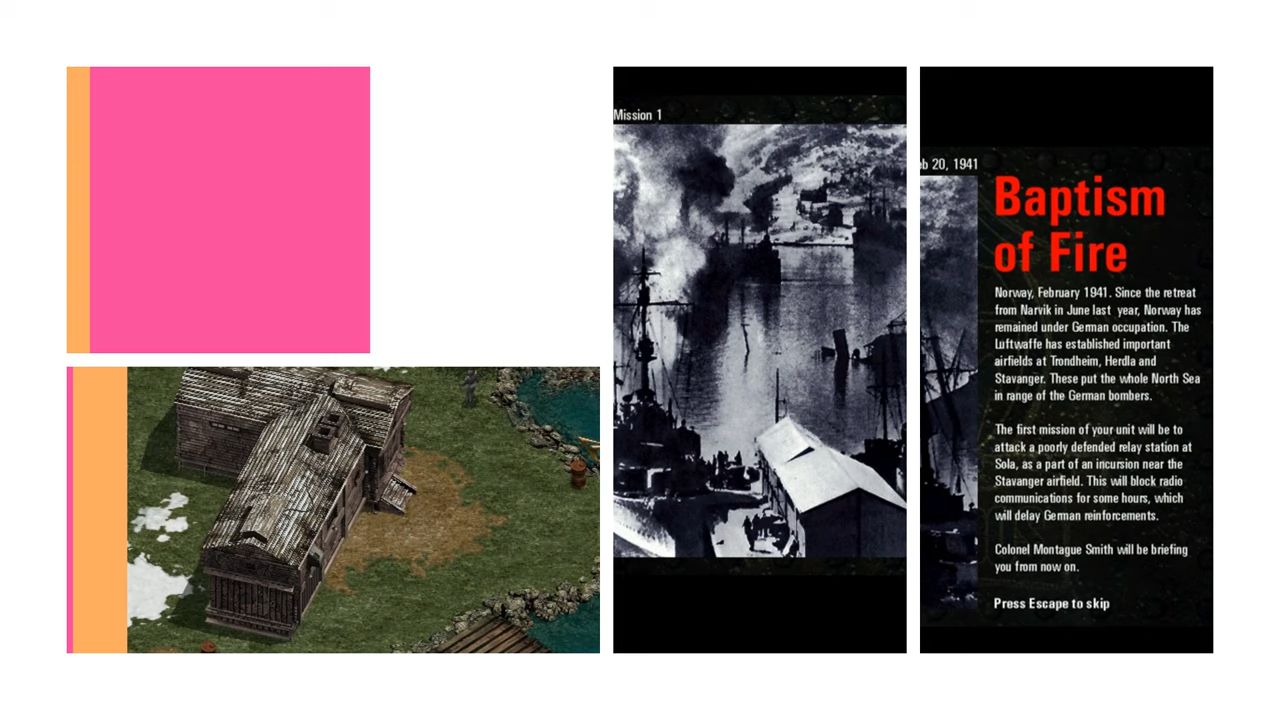 Mission 1
eb 20, 1941
Baptism
of Fire
Norway, February 1941. Since the retreat
from Narvik in June last year, Norway has
remained under German occupation. The
Luftwaffe has established important
airfields at Trondheim, Herdla and
Stavanger. These put the whole North Sea
in range of the German bombers.
The first mission of your unit will be to
attack a poorly defended relay station at
Sola, as a part of an incursion near the
Stavanger airfield. This will block radio
communications for some hours, which
will delay German reinforcements.
Colonel Montague Smith will be briefing
you from now on.
Press Escape to skip